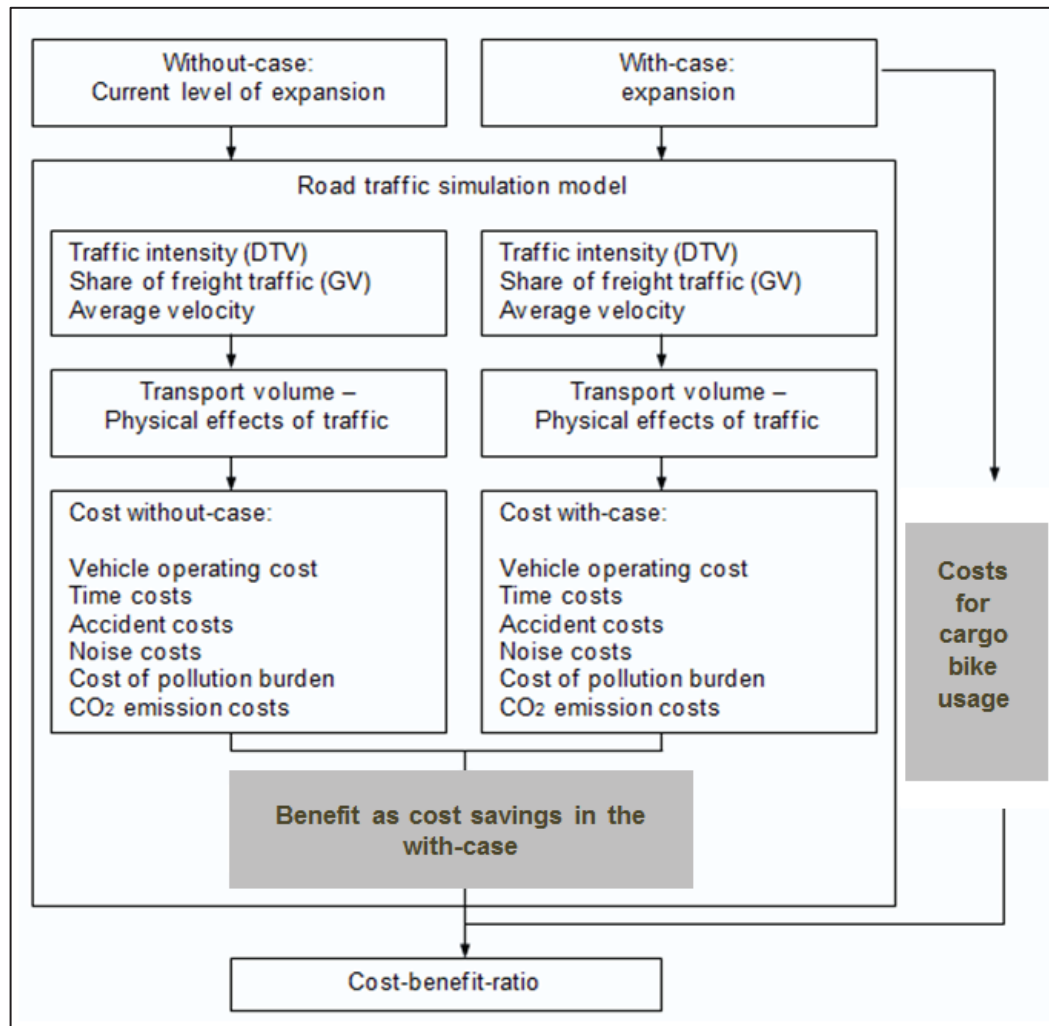 Without-case:
Current level of expansion
With-case:
expansion
Road traffic simulation model
Traffic intensity (DTV)
Share of freight traffic (GV)
Average velocity
Traffic intensity (DTV)
Share of freight traffic (GV)
Average velocity
Transport volume –
Physical effects of traffic
Transport volume –
Physical effects of traffic
Cost without-case:
Vehicle operating cost
Time costs
Accident costs
Noise costs
Cost of pollution burden
CO₂ emission costs
Cost with-case:
Vehicle operating cost
Time costs
Accident costs
Noise costs
Cost of pollution burden
CO₂ emission costs
Costs
for
cargo
bike
usage
Benefit as cost savings in the
with-case
Cost-benefit-ratio